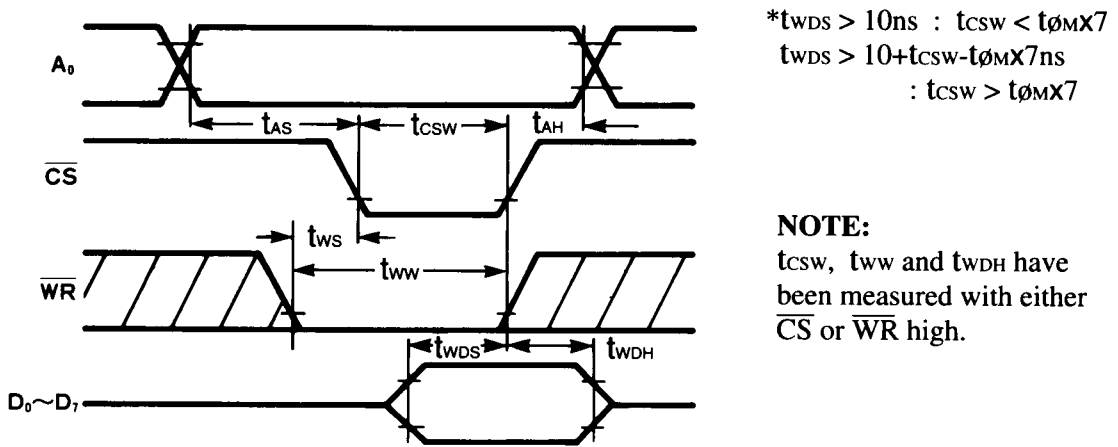 *tWDS > 10ns : tCSW < tøMX7
tWDS > 10+tCSW-tøMX7ns
: tCSW > tøMX7
A0
tAS
tCSW
tAH
CS
tWS
tWW
WR
NOTE:
tCSW, tWW and tWDH have
been measured with either
CS or WR high.
tWDS
tWDH
D0~D7